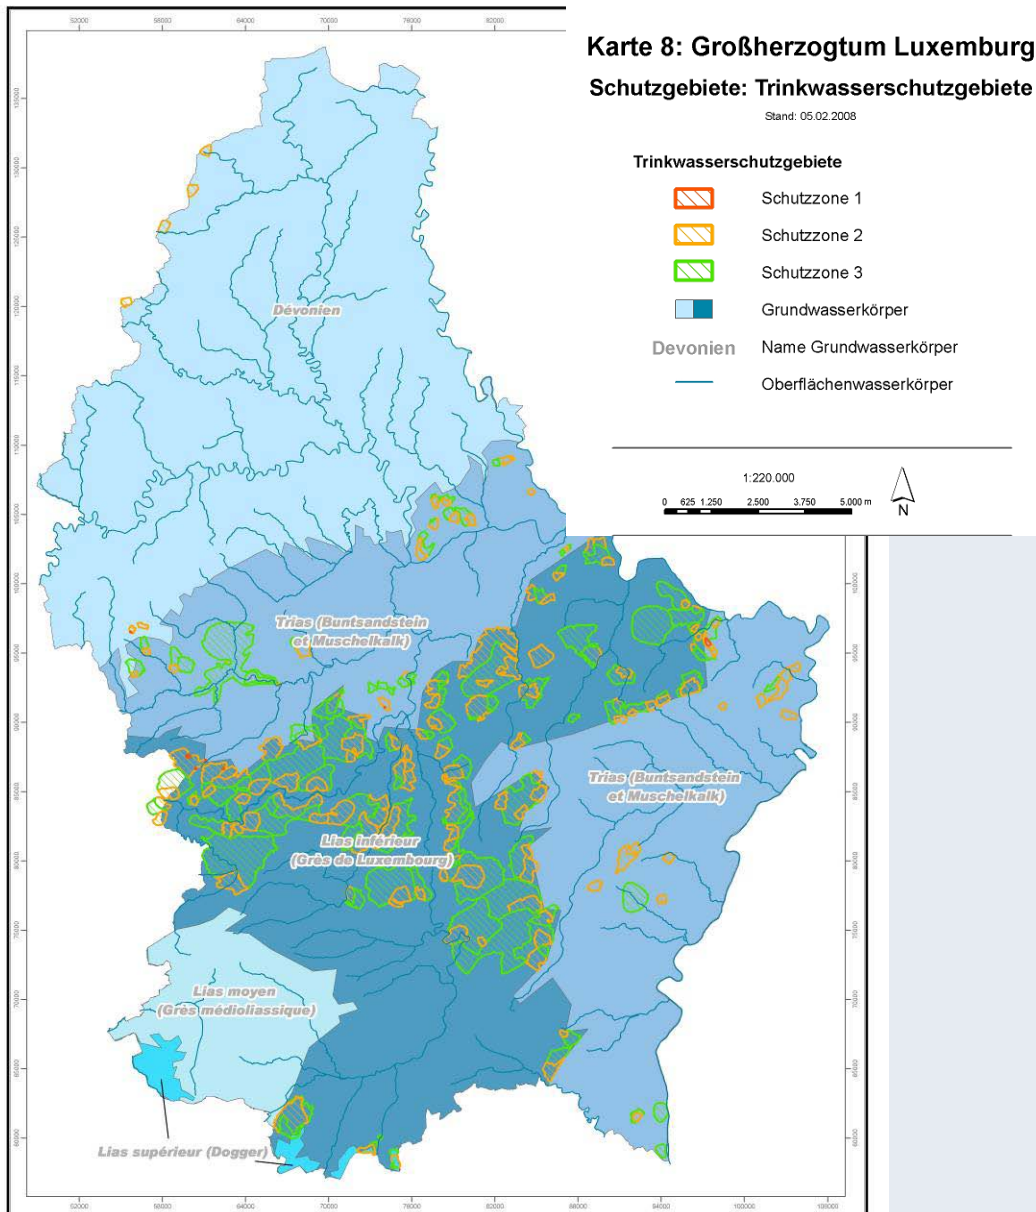 Karte 8: Großherzogtum Luxemburg
Schutzgebiete: Trinkwasserschutzgebiete
Stand: 05.02.2008
Trinkwasserschutzgebiete
Schutzzone 1
Schutzzone 2
Schutzzone 3
Grundwasserkörper
Devonien Name Grundwasserkörper
Oberflächenwasserkörper
1:220.000
0 625 1.250 2.500 3.750 5.000 m
N
Dévonien
Trias (Buntsandstein
et Muschelkalk)
Trias (Buntsandstein
et Muschelkalk)
Lias inférieur
(Grès de Luxembourg)
Lias moyen
(Grès médioliassique)
Lias supérieur (Dogger)